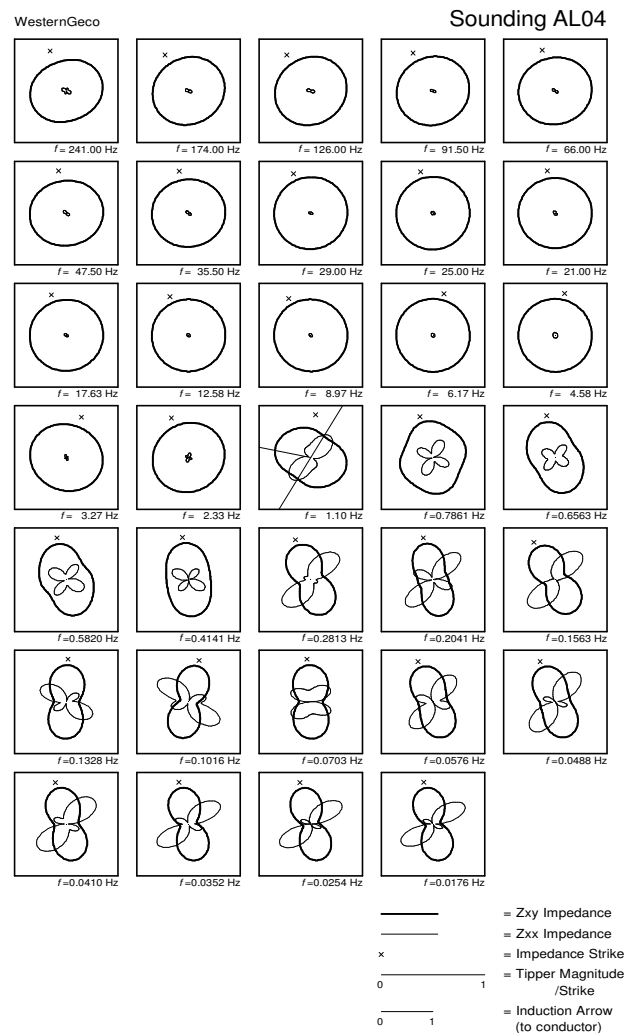 WesternGeco Sounding AL04
f = 241.00 Hz f = 174.00 Hz f = 126.00 Hz f = 91.50 Hz f = 66.00 Hz
f = 47.50 Hz f = 35.50 Hz f = 29.00 Hz f = 25.00 Hz f = 21.00 Hz
f = 17.63 Hz f = 12.58 Hz f = 8.97 Hz f = 6.17 Hz f = 4.58 Hz
f = 3.27 Hz f = 2.33 Hz f = 1.10 Hz f =0.7861 Hz f =0.6563 Hz
f =0.5820 Hz f =0.4141 Hz f =0.2813 Hz f =0.2041 Hz f =0.1563 Hz
f =0.1328 Hz f =0.1016 Hz f =0.0703 Hz f =0.0576 Hz f =0.0488 Hz
f =0.0410 Hz f =0.0352 Hz f =0.0254 Hz f =0.0176 Hz
= Zxy Impedance
= Zxx Impedance
= Impedance Strike
= Tipper Magnitude
0 1 /Strike
= Induction Arrow
0 1 (to conductor)